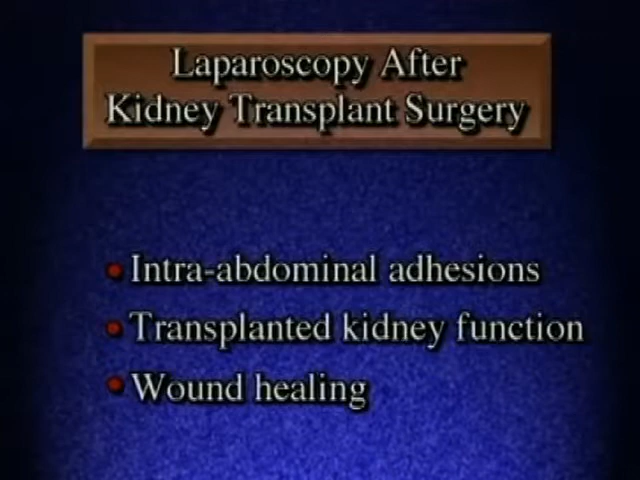 Laparoscopy After
Kidney Transplant Surgery
Intra-abdominal adhesions
Transplanted kidney function
Wound healing